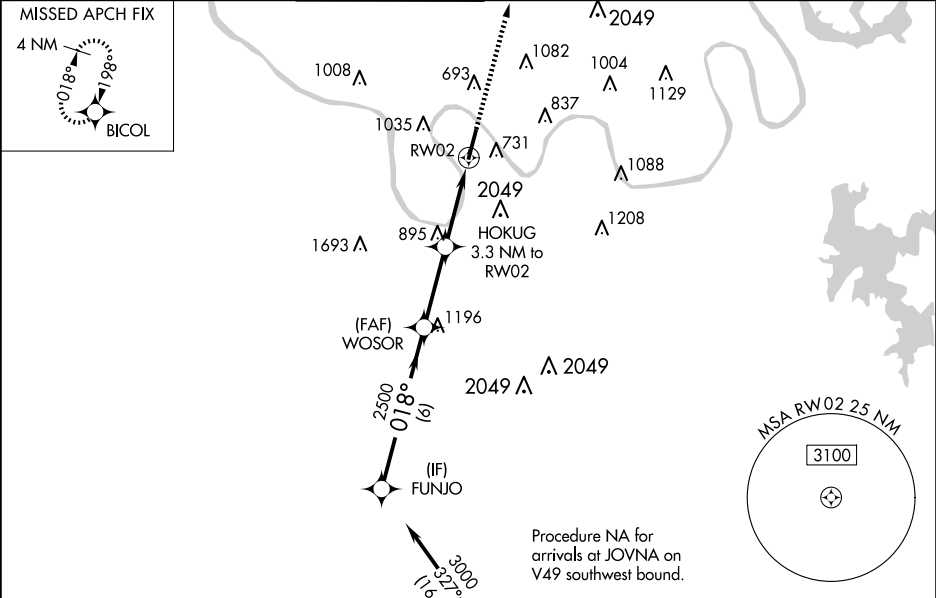 MISSED APCH FIX
4 NM
018°
198°
BICOL
2049
1082
1008
693
1004
1129
837
1035
RW02
731
1088
2049
1208
895
HOKUG
3.3 NM to
RW02
1693
(FAF)
WOSOR
1196
2049
2049
2500
018°
(6)
(IF)
FUNJO
MSA RW02 25 NM
3100
Procedure NA for
arrivals at JOVNA on
V49 southwest bound.
3000
327°
(16